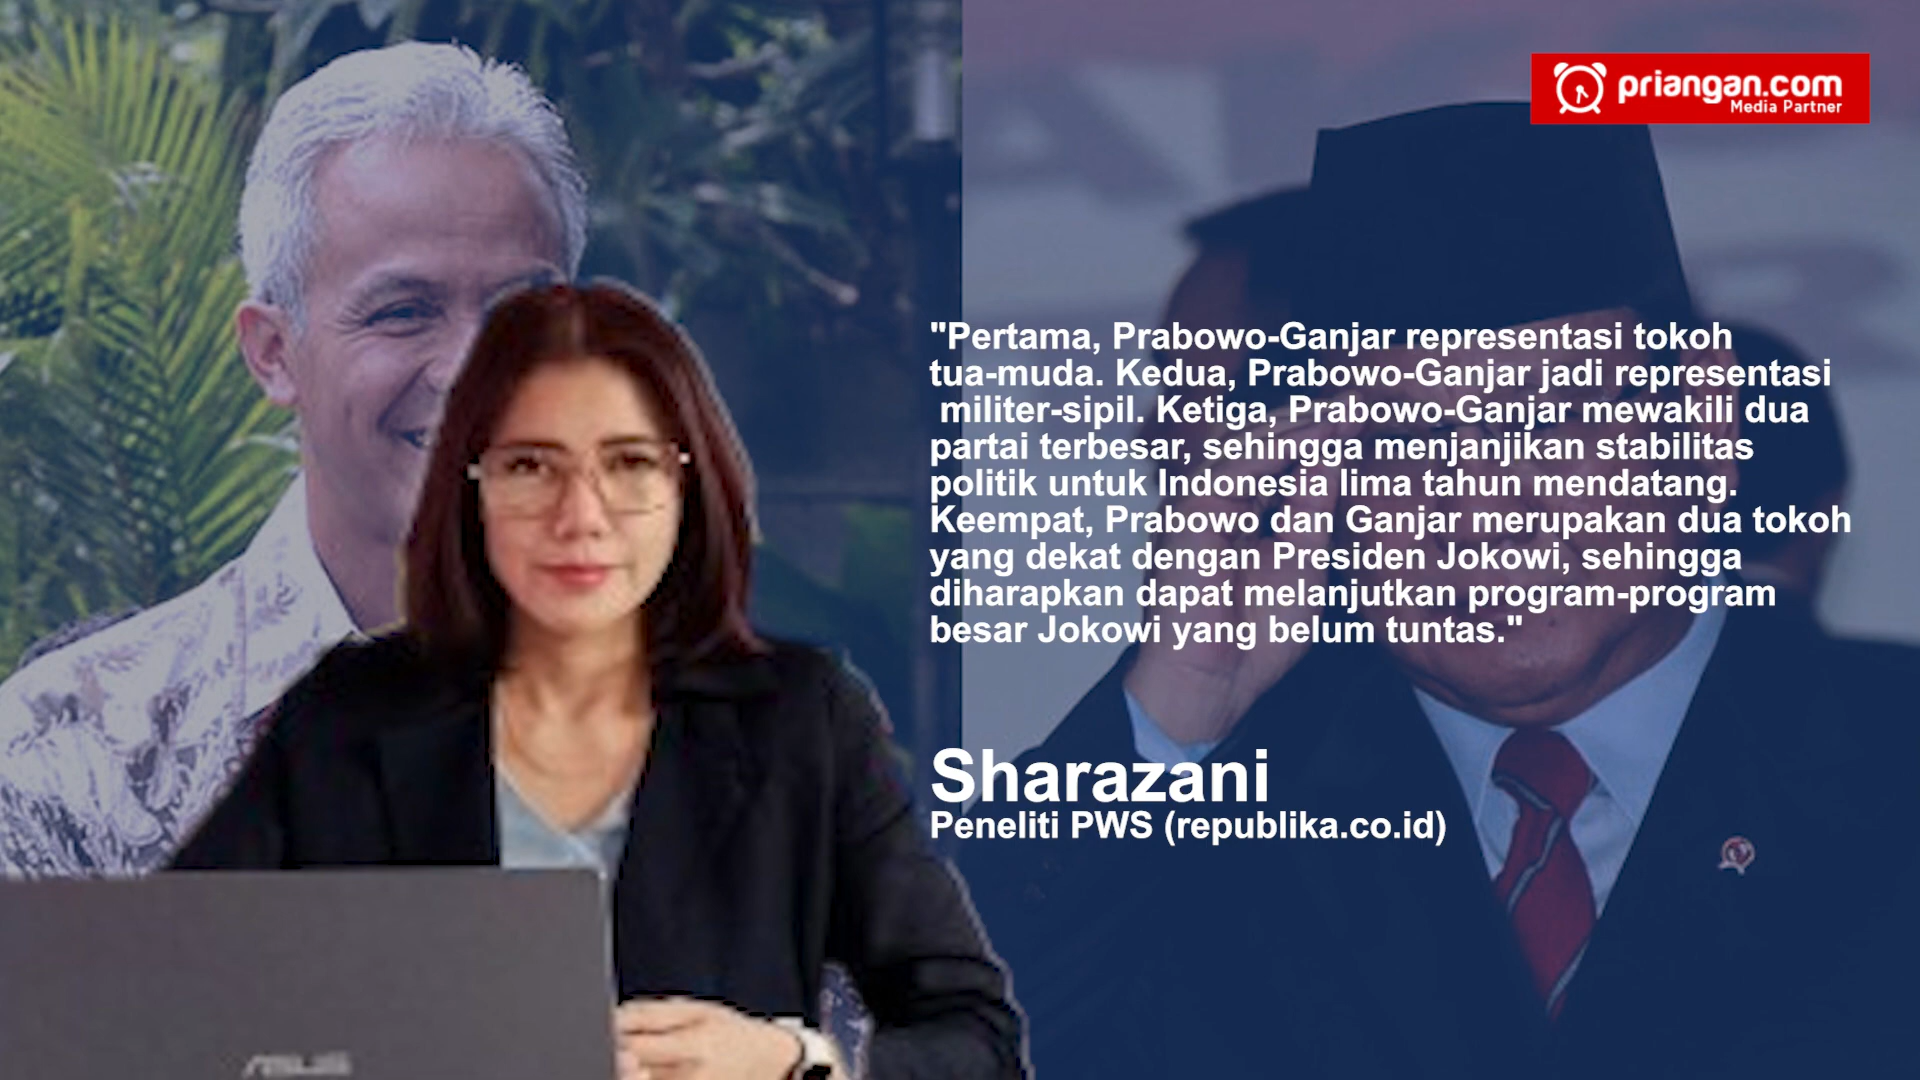 priangan.com
Media Partner
"Pertama, Prabowo-Ganjar representasi tokoh
tua-muda. Kedua, Prabowo-Ganjar jadi representasi
militer-sipil. Ketiga, Prabowo-Ganjar mewakili dua
partai terbesar, sehingga menjanjikan stabilitas
politik untuk Indonesia lima tahun mendatang.
Keempat, Prabowo dan Ganjar merupakan dua tokoh
yang dekat dengan Presiden Jokowi, sehingga
diharapkan dapat melanjutkan program-program
besar Jokowi yang belum tuntas."
Sharazani
Peneliti PWS (republika.co.id)